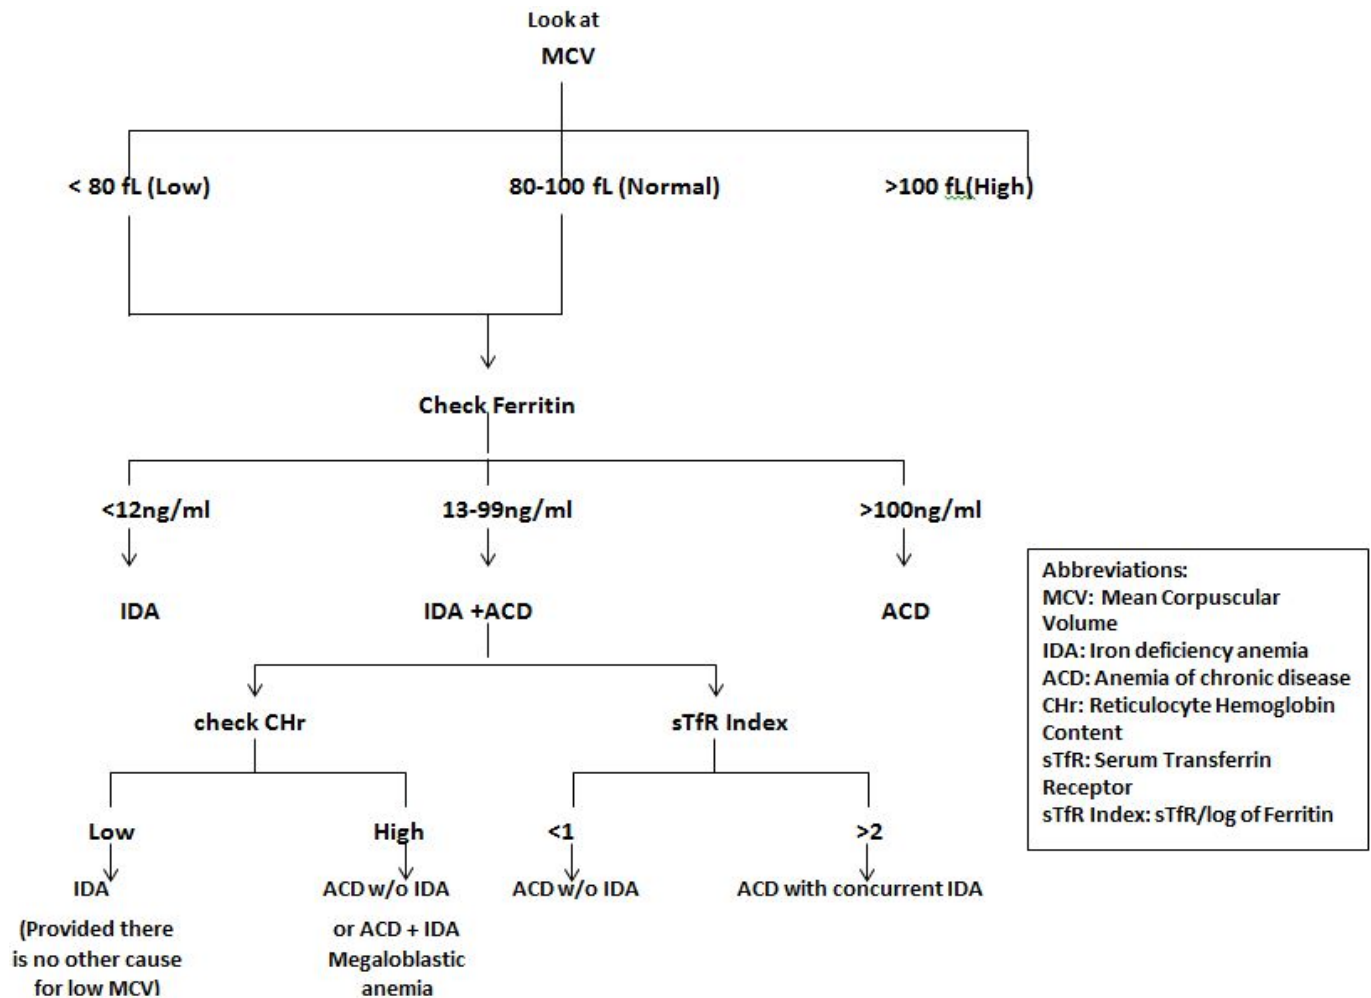 Look at
MCV
< 80 fL (Low)
80-100 fL (Normal)
>100 fL(High)
Check Ferritin
<12ng/ml
13-99ng/ml
>100ng/ml
IDA
IDA +ACD
ACD
check CHr
sTfR Index
Low
High
<1
>2
IDA
(Provided there
is no other cause
for low MCV)
ACD w/o IDA
or ACD + IDA
Megaloblastic
anemia
ACD w/o IDA
ACD with concurrent IDA
Abbreviations:
MCV: Mean Corpuscular
Volume
IDA: Iron deficiency anemia
ACD: Anemia of chronic disease
CHr: Reticulocyte Hemoglobin
Content
sTfR: Serum Transferrin
Receptor
sTfR Index: sTfR/log of Ferritin